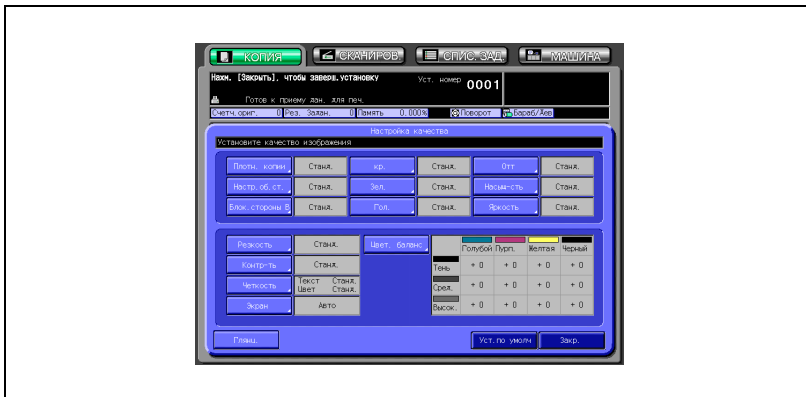 КОПИЯ СКАНИРОВ. СПИС. ЗАД. МАШИНА
Нажм. [Закрыть], чтобы заверш.установку Уст. номер 0001
Готов к приему дан. для печ.
Счетч.ориг. 0 Рез. Задан. 0 Память 0.000% Поворот Бараб/Лев
Настройка качества
Установите качество изображения
Плотн. копии Станд. кр. Станд. Отт Станд.
Настр.об.ст. Станд. Зел. Станд. Насыщ-сть Станд.
Блок.стороны В Станд. Гол. Станд. Яркость Станд.
Резкость Станд. Цвет. баланс Голубой Пурп. Желтая Черный
Контр-ть Станд. Тень + 0 + 0 + 0 + 0
Четкость Текст Станд. Цвет Станд. Сред. + 0 + 0 + 0 + 0
Экран Авто Высок. + 0 + 0 + 0 + 0
Глянц. Уст.по умолч Закр.